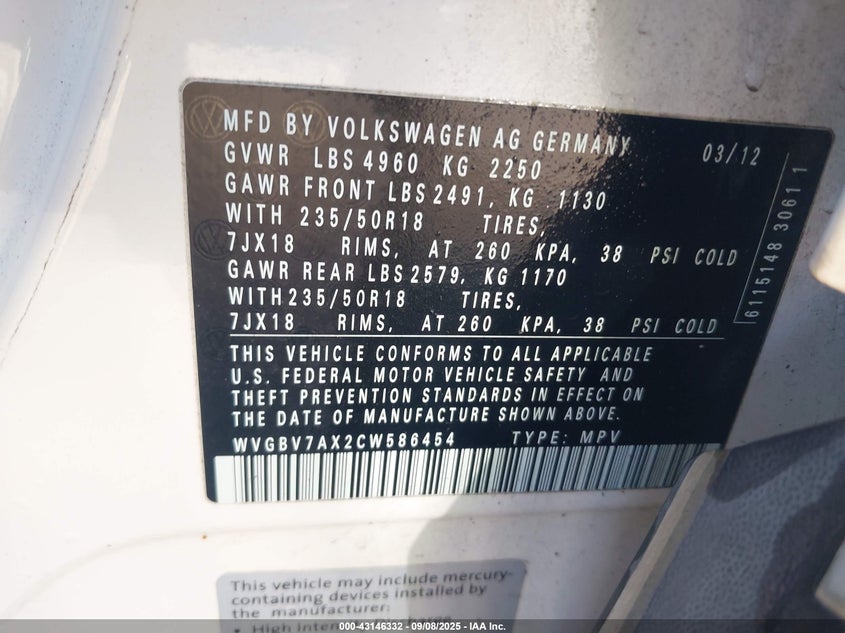 MFD BY VOLKSWAGEN AG GERMANY 03/12
GVWR LBS 4960 KG 2250
GAWR FRONT LBS 2491, KG 1130
WITH 235/50R18 TIRES,
7JX18 RIMS, AT 260 KPA, 38 PSI COLD
GAWR REAR LBS 2579, KG 1170
WITH 235/50R18 TIRES,
7JX18 RIMS, AT 260 KPA, 38 PSI COLD
THIS VEHICLE CONFORMS TO ALL APPLICABLE
U.S. FEDERAL MOTOR VEHICLE SAFETY AND
THEFT PREVENTION STANDARDS IN EFFECT ON
THE DATE OF MANUFACTURE SHOWN ABOVE.
WVGBV7AX2CW586454 TYPE: MPV
6115148 3061 1
This vehicle may include mercury-
containing devices installed by
the manufacturer:
• High
000-43146332 - 09/08/2025 - IAA Inc.